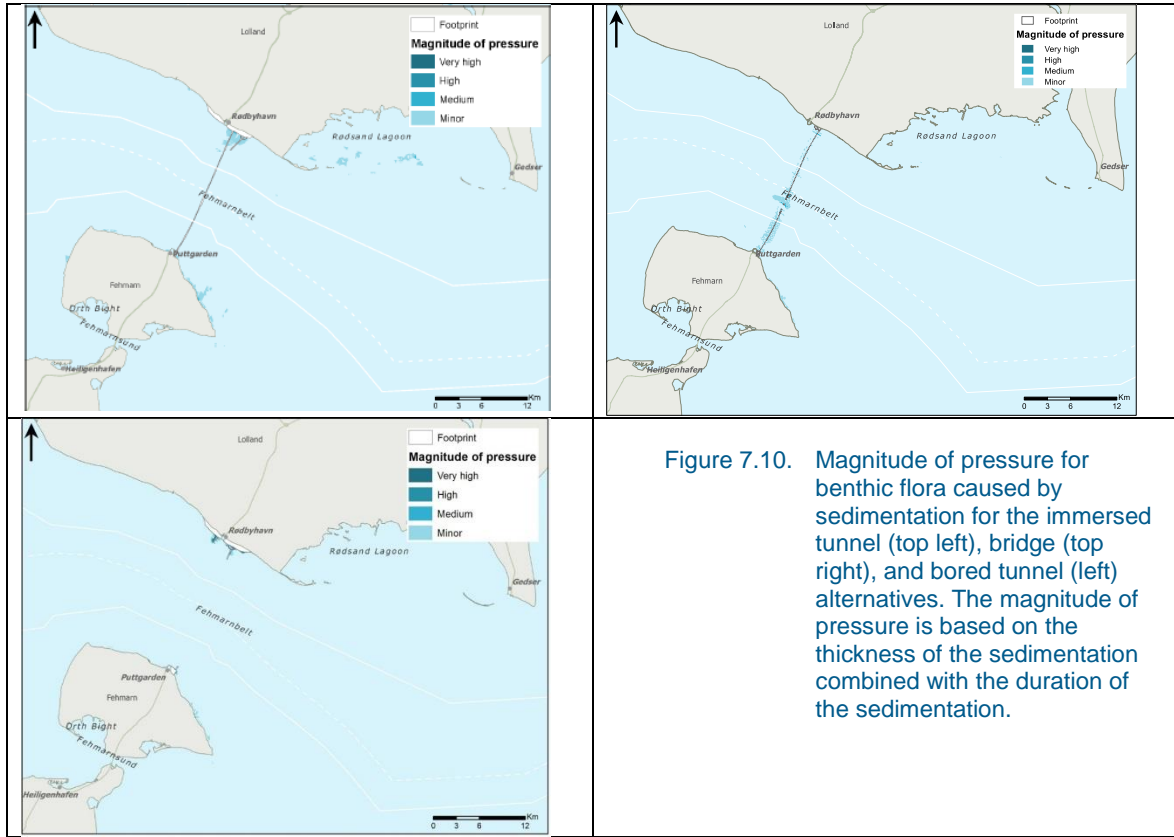 Lolland
Footprint
Magnitude of pressure
Very high
High
Medium
Minor
Rødbyhavn
Rødsand Lagoon
Gedser
Fehmarnbelt
Puttgarden
Fehmarn
Orth Bight
Fehmarnsund
Heiligenhafen
Km
0 3 6 12
Footprint
Lolland
Magnitude of pressure
Very high
High
Medium
Minor
Rødbyhavn
Rødsand Lagoon
Gedser
Fehmarnbelt
Puttgarden
Fehmarn
Orth Bight
Fehmarnsund
Heiligenhafen
Km
0 3 6 12
Lolland
Footprint
Magnitude of pressure
Very high
High
Medium
Minor
Rødbyhavn
Rødsand Lagoon
Gedser
Fehmarnbelt
Puttgarden
Fehmarn
Orth Bight
Fehmarnsund
Heiligenhafen
Km
0 3 6 12
Figure 7.10. Magnitude of pressure for
benthic flora caused by
sedimentation for the immersed
tunnel (top left), bridge (top
right), and bored tunnel (left)
alternatives. The magnitude of
pressure is based on the
thickness of the sedimentation
combined with the duration of
the sedimentation.